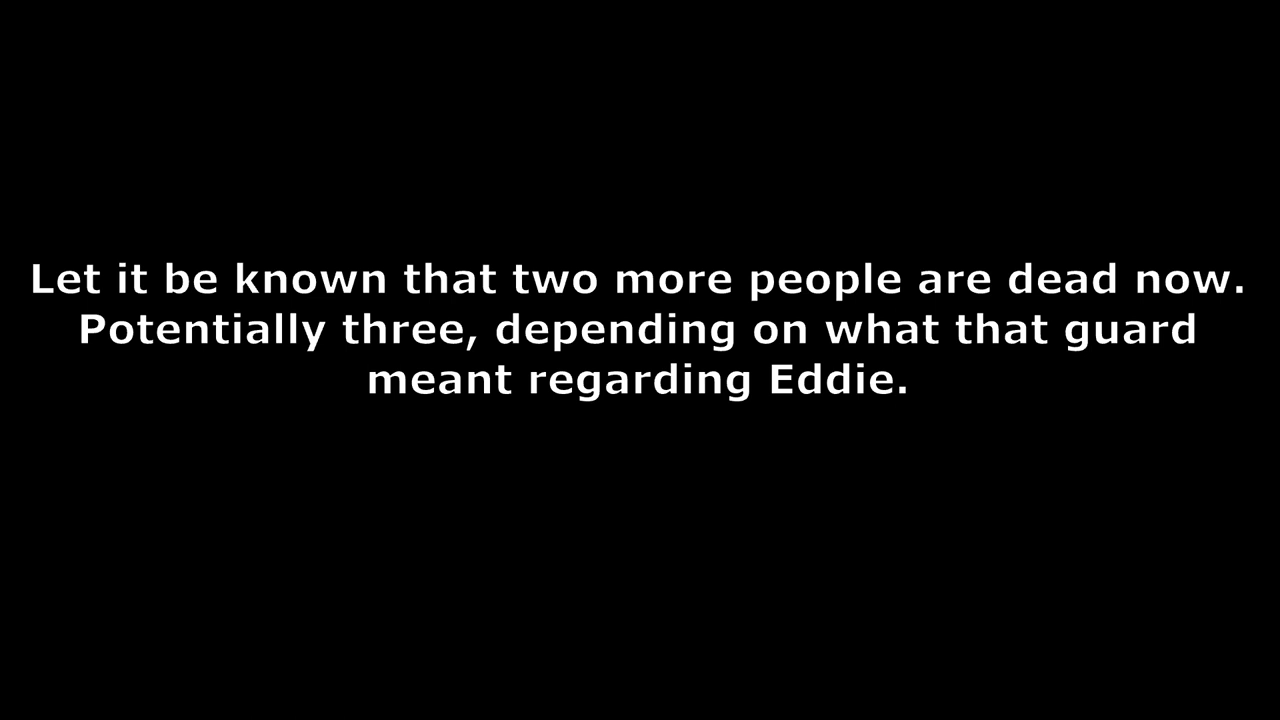 Let it be known that two more people are dead now.
Potentially three, depending on what that guard
meant regarding Eddie.